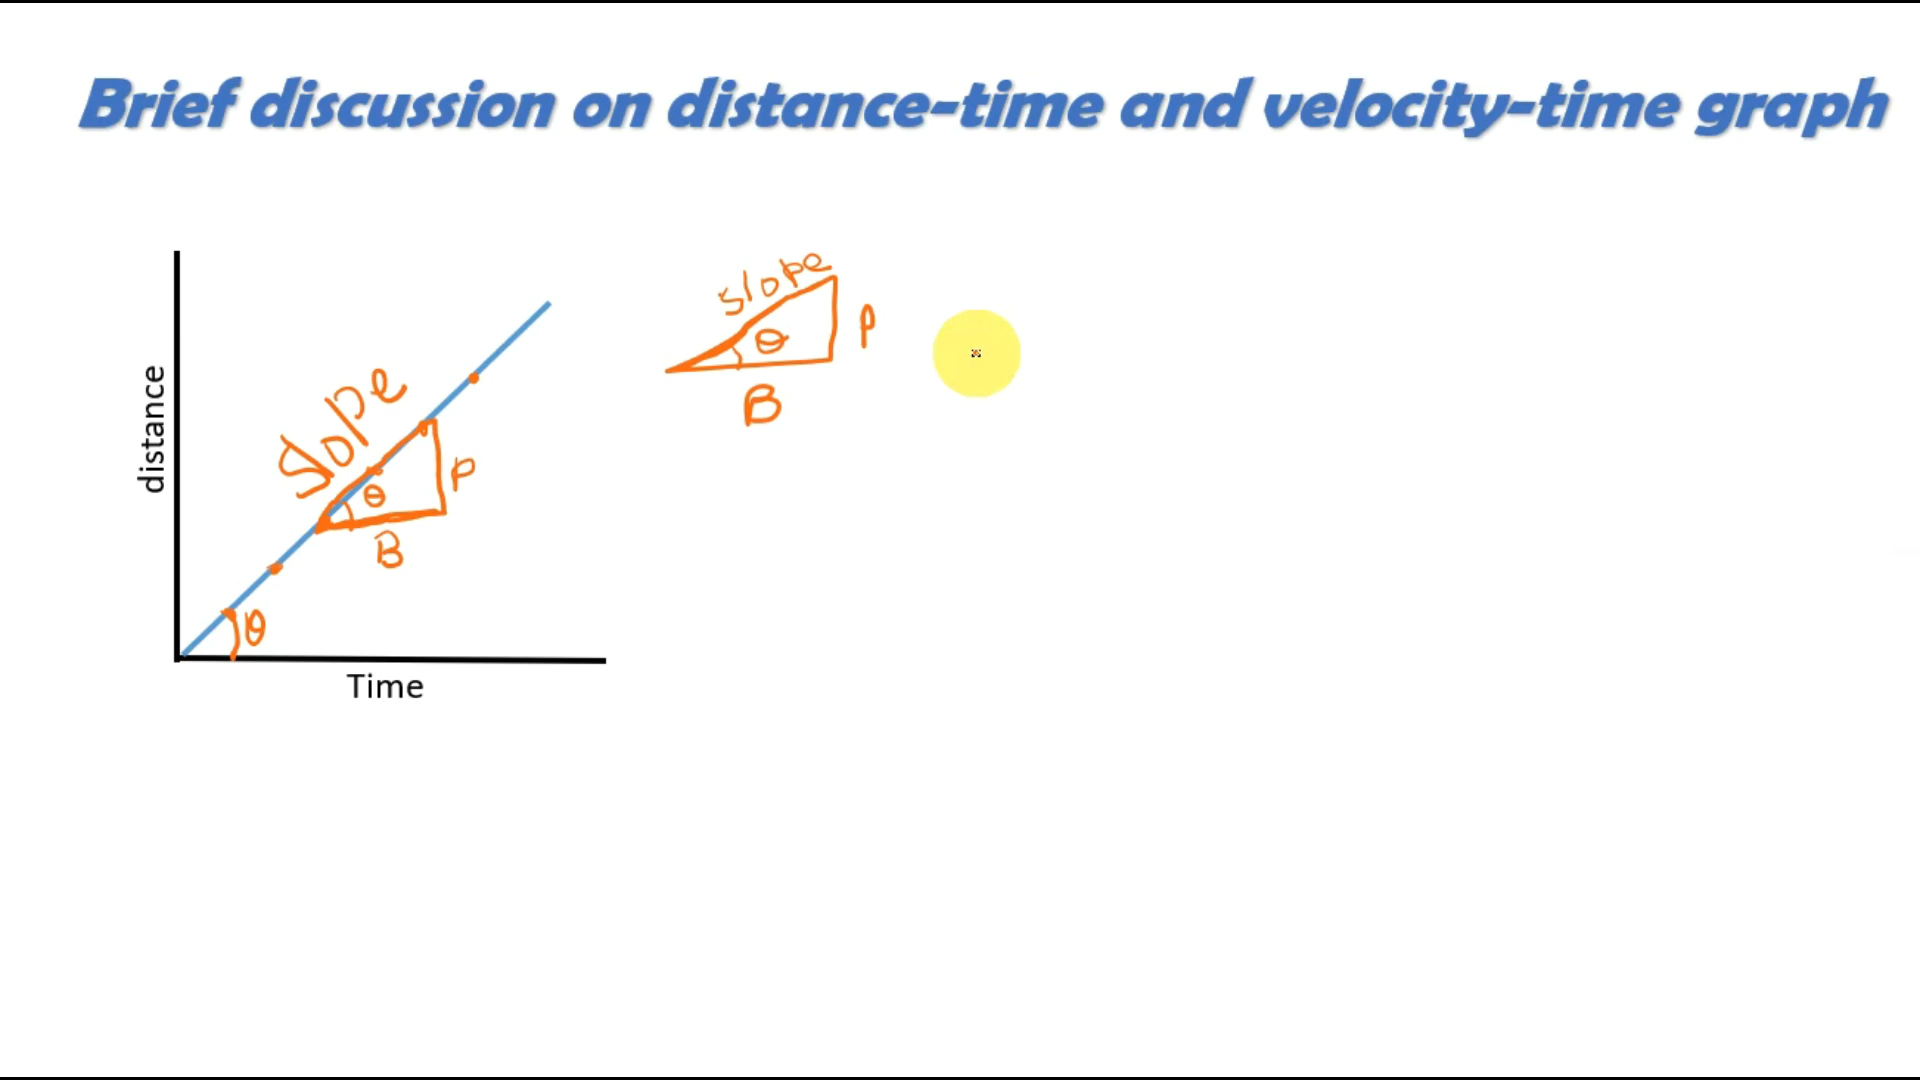 Brief discussion on distance-time and velocity-time graph
distance
slope
θ
P
B
θ
Time
slope
θ
P
B